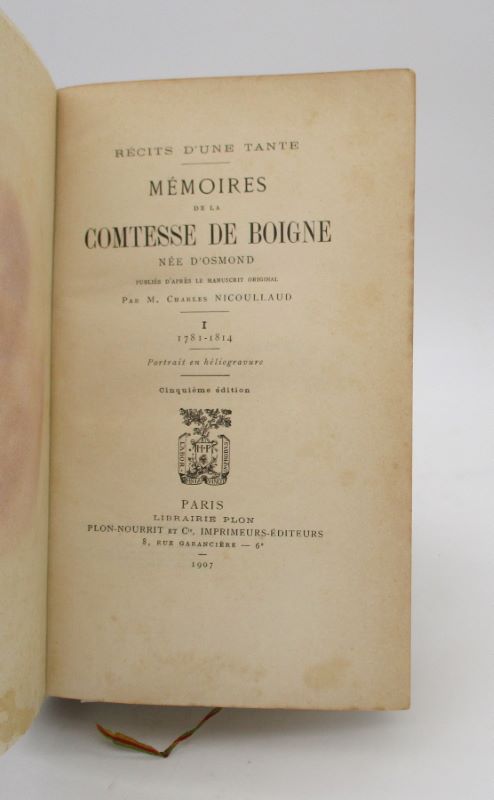 RÉCITS D'UNE TANTE
MÉMOIRES
DE LA
COMTESSE DE BOIGNE
NÉE D'OSMOND
PUBLIÉS D'APRÈS LE MANUSCRIT ORIGINAL
PAR M. CHARLES NICOULLAUD
I
1781-1814
Portrait en héliogravure
Cinquième édition
LABOR
H·P
PARIS
LIBRAIRIE PLON
PLON-NOURRIT ET Cie, IMPRIMEURS-ÉDITEURS
8, RUE GARANCIÈRE — 6e
1907